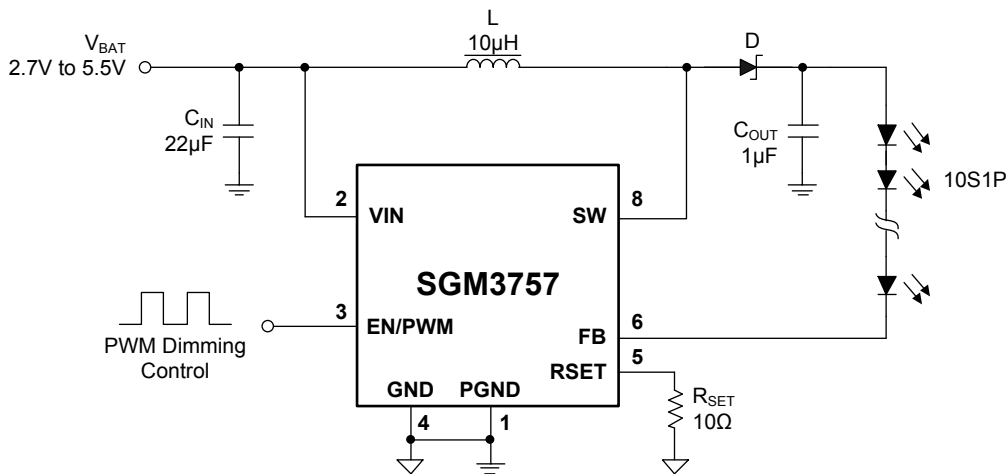 V_BAT
2.7V to 5.5V
L
10µH
D
C_IN
22µF
C_OUT
1µF
10S1P
2
VIN
SW
8
SGM3757
3
EN/PWM
PWM Dimming
Control
FB
6
RSET
5
GND
PGND
4
1
R_SET
10Ω